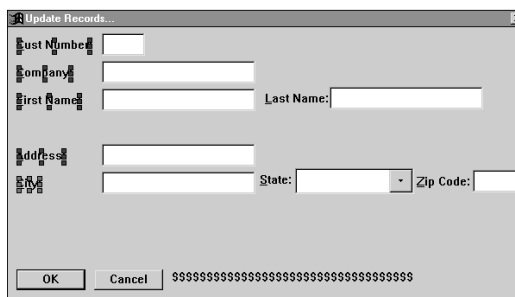 Update Records...
Cust Number
Company
First Name Last Name:
Address
City State: Zip Code:
OK Cancel $$$$$$$$$$$$$$$$$$$$$$$$$$$$$$$$$$$